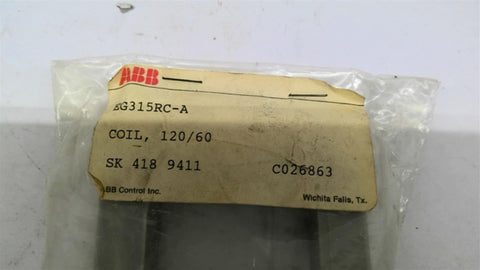 ABB
EG315RC-A
COIL, 120/60
SK 418 9411 C026863
BB Control Inc. Wichita Falls, Tx.